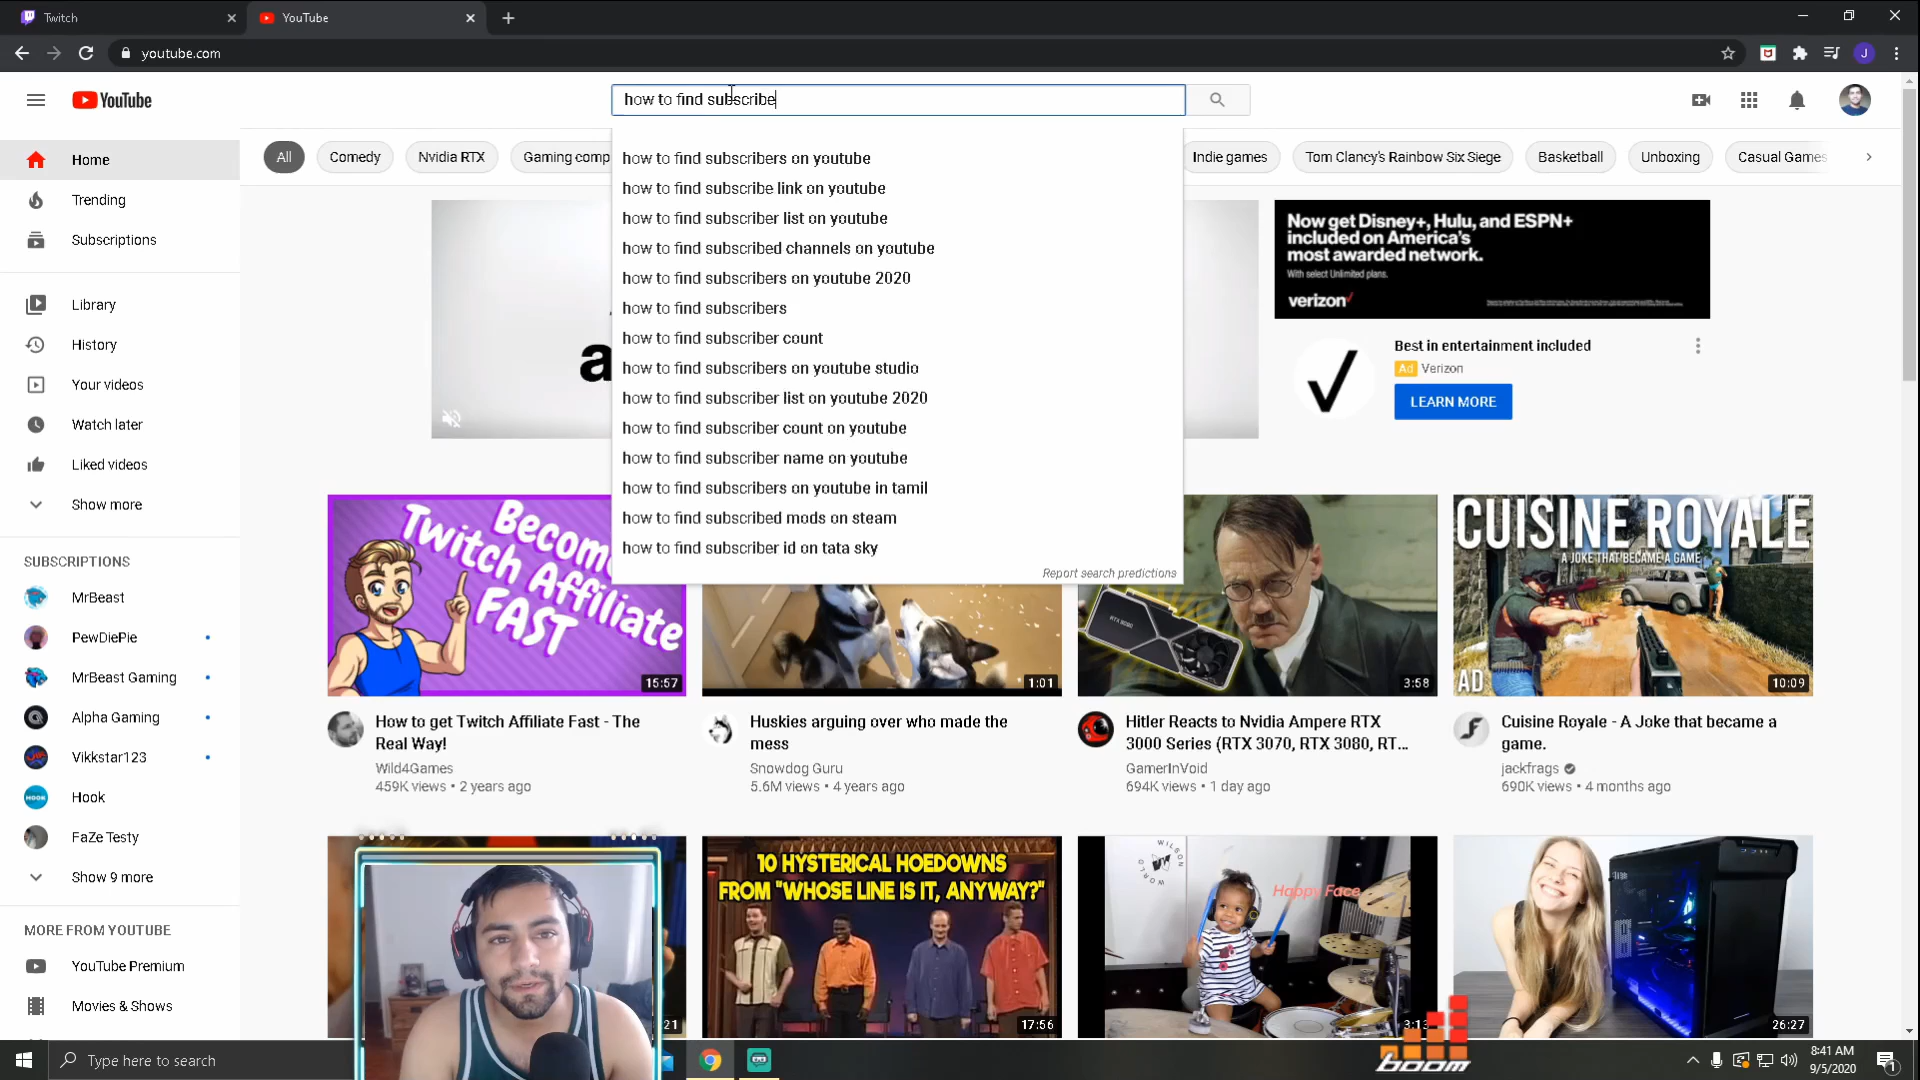 Twitch
YouTube
youtube.com
J
YouTube
how to find subscribe
Home
Trending
Subscriptions
Library
History
Your videos
Watch later
Liked videos
Show more
SUBSCRIPTIONS
MrBeast
PewDiePie
MrBeast Gaming
Alpha Gaming
Vikkstar123
HOOK
Hook
FaZe Testy
Show 9 more
MORE FROM YOUTUBE
YouTube Premium
Movies & Shows
All
Comedy
Nvidia RTX
Gaming comp
Indie games
Tom Clancy's Rainbow Six Siege
Basketball
Unboxing
Casual Games
how to find subscribers on youtube
how to find subscribe link on youtube
how to find subscriber list on youtube
how to find subscribed channels on youtube
how to find subscribers on youtube 2020
how to find subscribers
how to find subscriber count
how to find subscribers on youtube studio
how to find subscriber list on youtube 2020
how to find subscriber count on youtube
how to find subscriber name on youtube
how to find subscribers on youtube in tamil
how to find subscribed mods on steam
how to find subscriber id on tata sky
Report search predictions
a
Now get Disney+, Hulu, and ESPN+
included on America's
most awarded network.
With select Unlimited plans.
verizon
Best in entertainment included
Ad Verizon
LEARN MORE
Become
Twitch Affiliate
FAST
15:57
How to get Twitch Affiliate Fast - The
Real Way!
Wild4Games
459K views • 2 years ago
1:01
Huskies arguing over who made the
mess
Snowdog Guru
5.6M views • 4 years ago
RTX 3080
3:58
Hitler Reacts to Nvidia Ampere RTX
3000 Series (RTX 3070, RTX 3080, RT...
GamerInVoid
694K views • 1 day ago
CUISINE ROYALE
A JOKE THAT BECAME A GAME
AD
10:09
Cuisine Royale - A Joke that became a
game.
jackfrags
690K views • 4 months ago
21
10 HYSTERICAL HOEDOWNS
FROM "WHOSE LINE IS IT, ANYWAY?"
17:56
WILSON
WORLD
Happy Face
3:13
26:27
boom
Type here to search
8:41 AM
9/5/2020
1